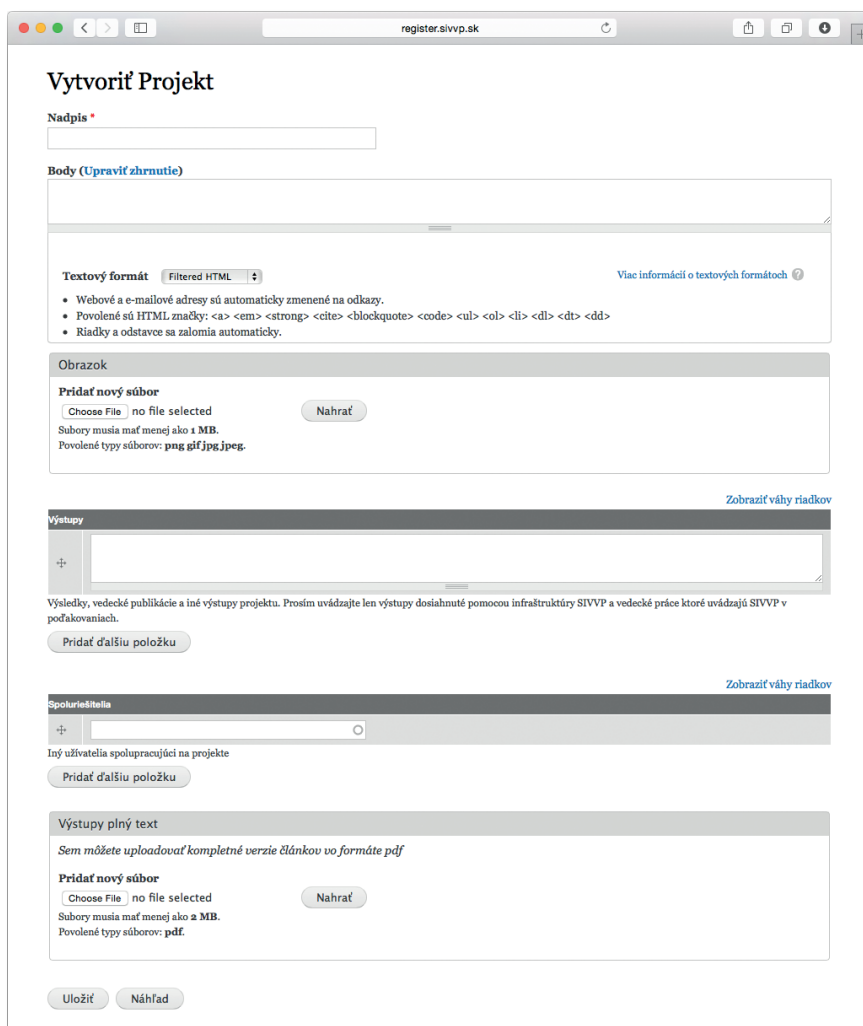 register.sivvp.sk
Vytvoriť Projekt
Nadpis *
Body (Upraviť zhrnutie)
Textový formát Filtered HTML Viac informácií o textových formátoch ?
• Webové a e-mailové adresy sú automaticky zmenené na odkazy.
• Povolené sú HTML značky: <a> <em> <strong> <cite> <blockquote> <code> <ul> <ol> <li> <dl> <dt> <dd>
• Riadky a odstavce sa zalomia automaticky.
Obrazok
Pridať nový súbor
Choose File no file selected Nahrať
Subory musia mať menej ako 1 MB.
Povolené typy súborov: png gif jpg jpeg.
Zobraziť váhy riadkov
Výstupy
Výsledky, vedecké publikácie a iné výstupy projektu. Prosím uvádzajte len výstupy dosiahnuté pomocou infraštruktúry SIVVP a vedecké práce ktoré uvádzajú SIVVP v
poďakovaniach.
Pridať ďalšiu položku
Zobraziť váhy riadkov
Spoluriešitelia
Iný užívatelia spolupracujúci na projekte
Pridať ďalšiu položku
Výstupy plný text
Sem môžete uploadovať kompletné verzie článkov vo formáte pdf
Pridať nový súbor
Choose File no file selected Nahrať
Subory musia mať menej ako 2 MB.
Povolené typy súborov: pdf.
Uložiť Náhľad